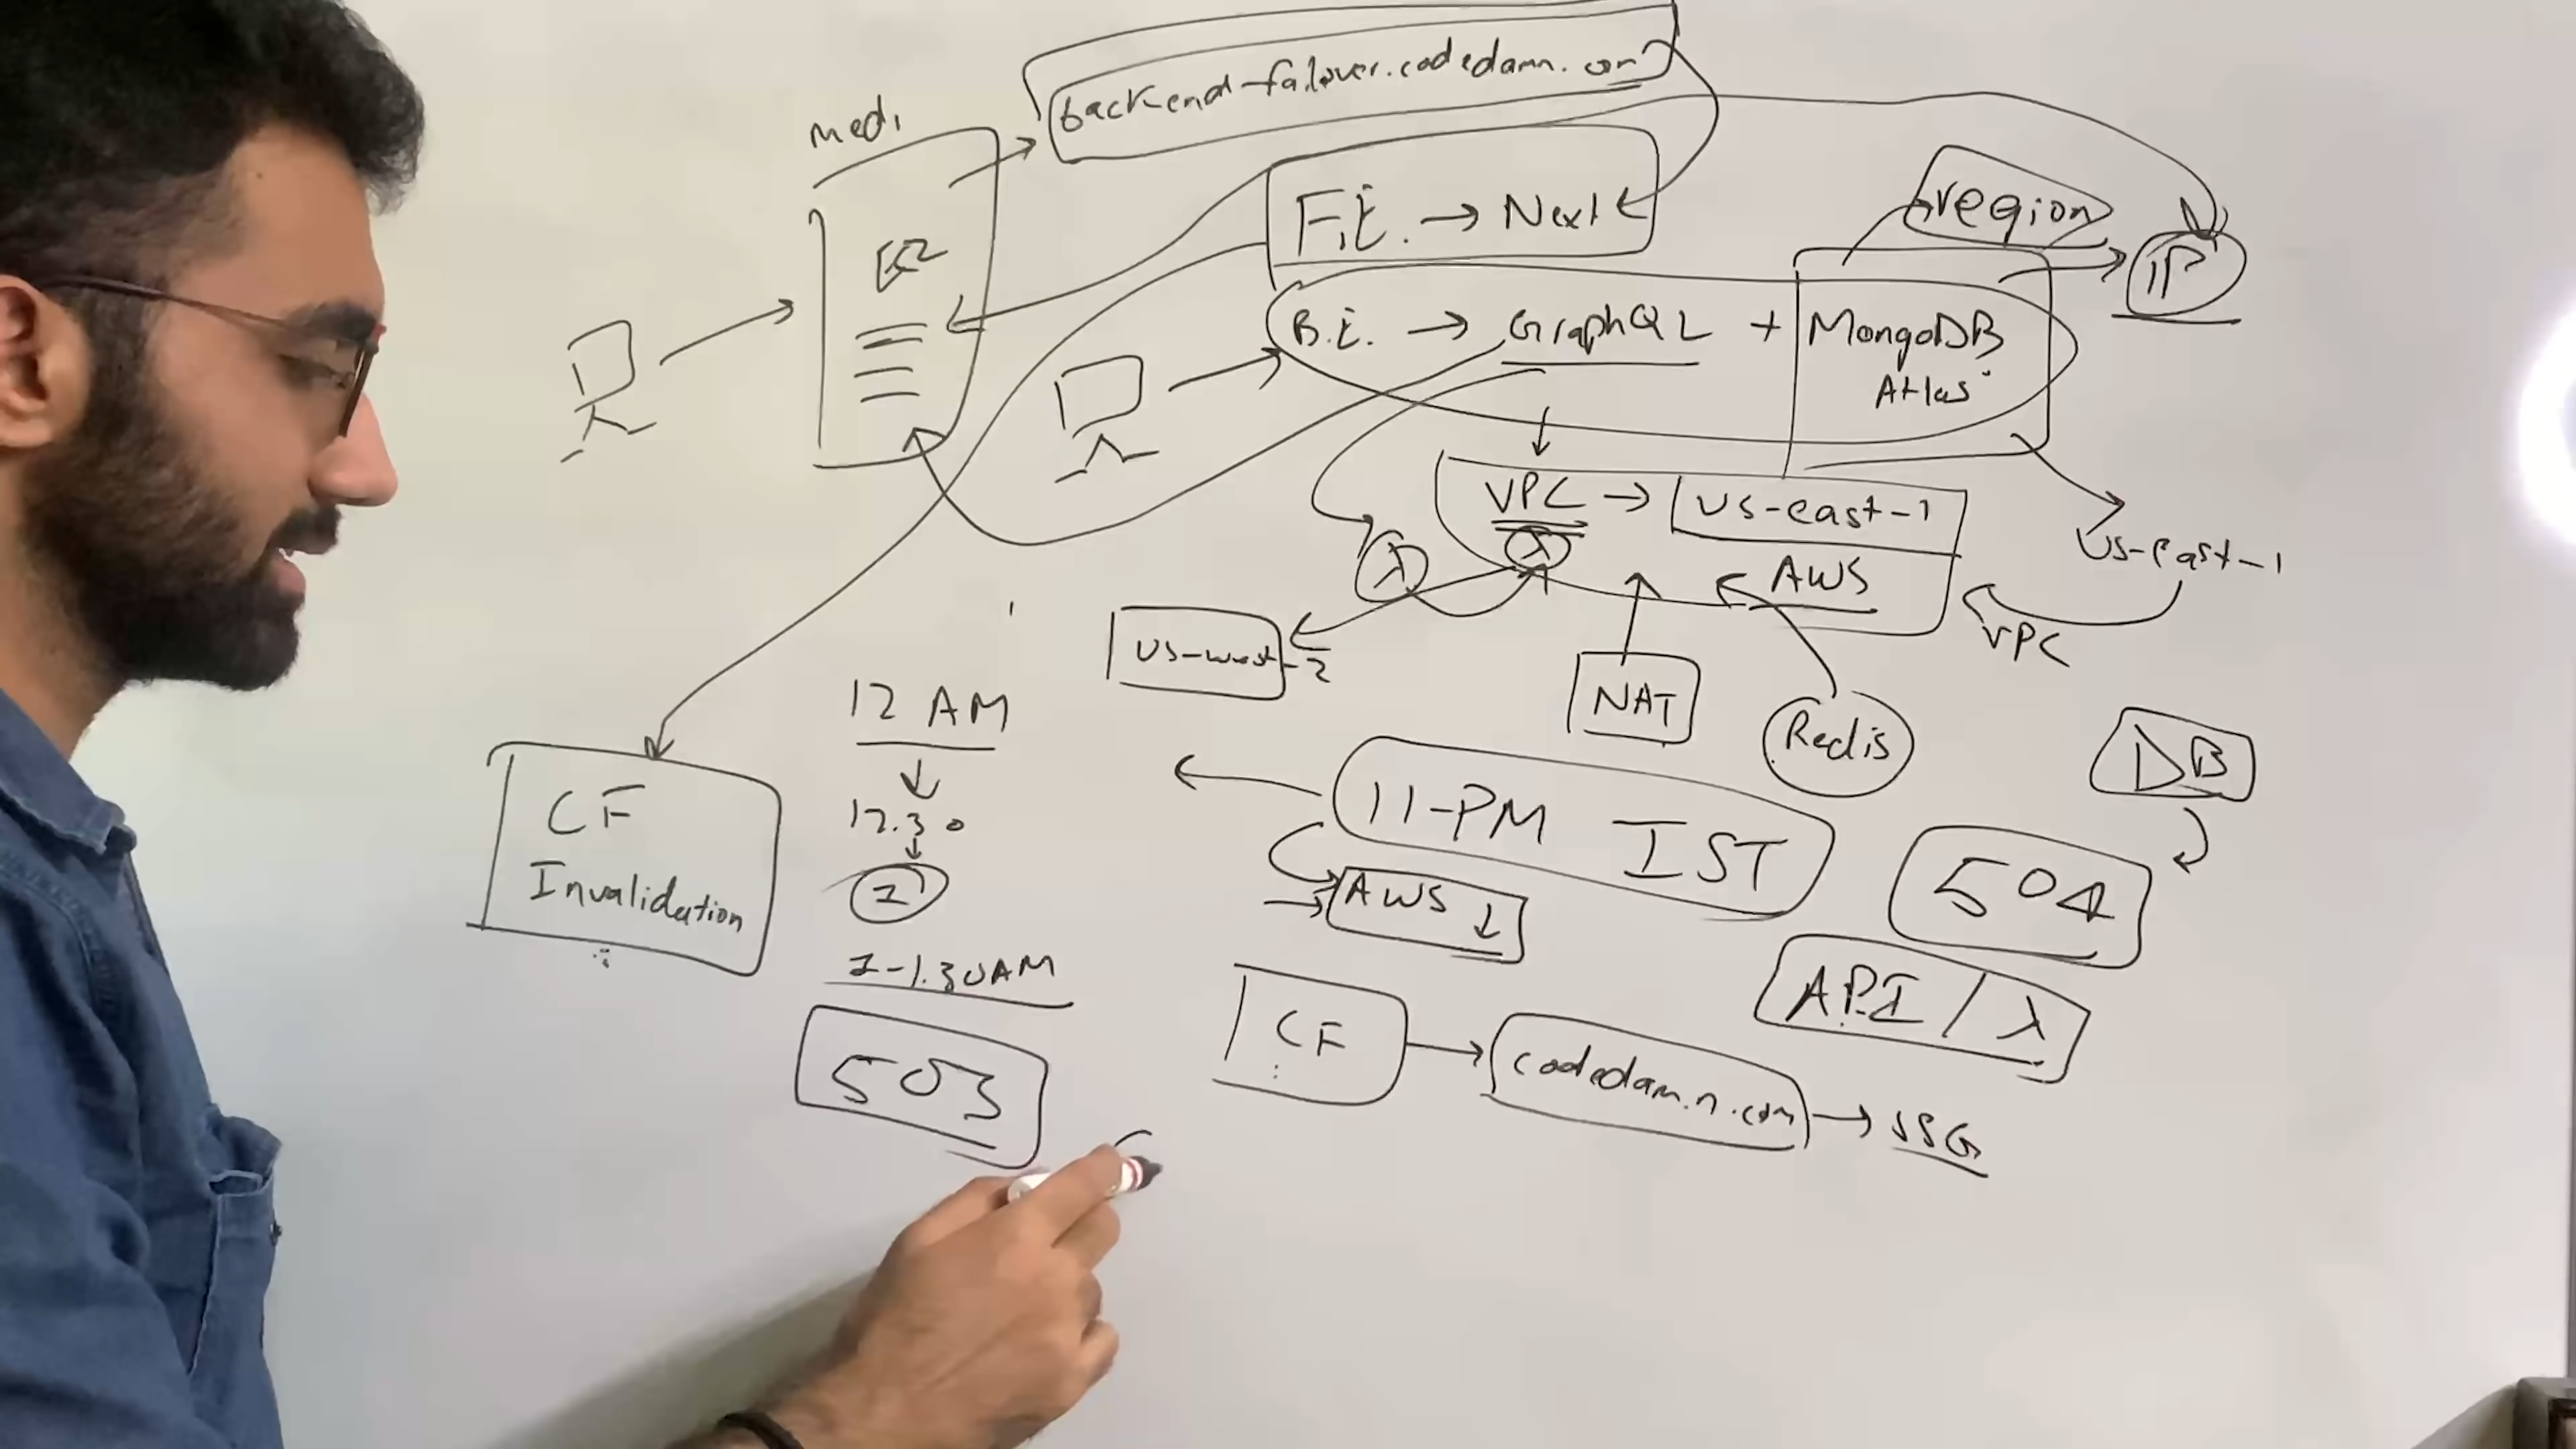 backend-failover.codedamn.com
medi
EC2
F.E. → Next
region
IP
B.E. → GraphQL + MongoDB
Atlas
VPC → us-east-1
λ
λ
AWS
us-east-1
VPC
us-west-2
NAT
Redis
12 AM
↓
12.30
↓
1
1-1.30AM
503
CF
Invalidation
11-PM IST
AWS ↓
DB
504
API / λ
CF → codedamn.com → SSG